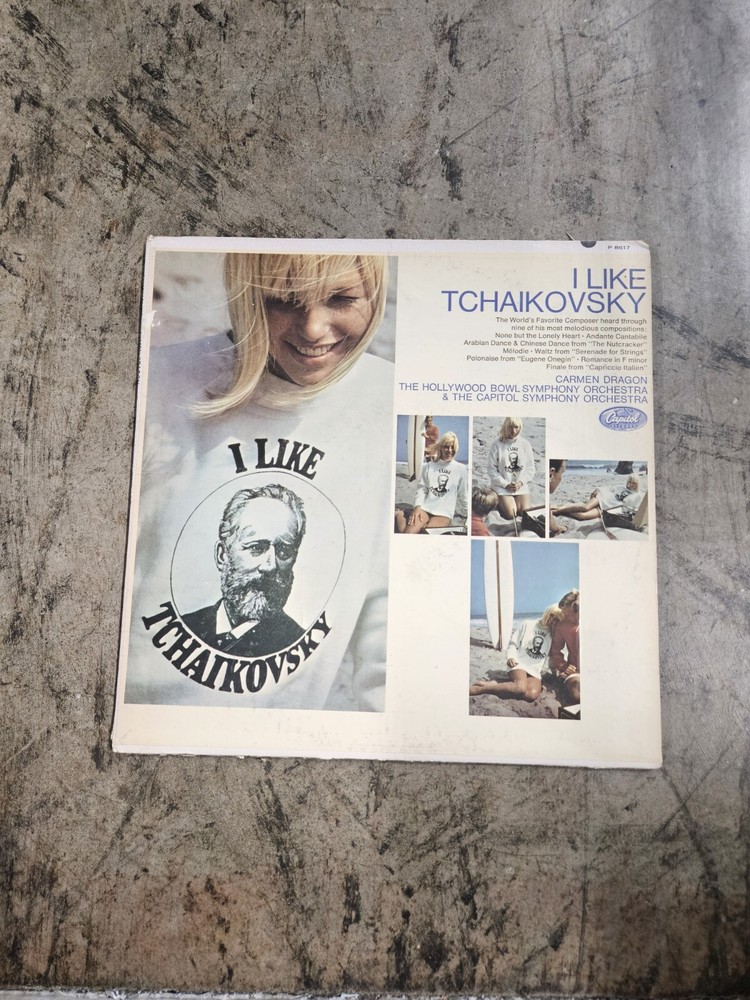 P 8617
I LIKE
TCHAIKOVSKY
The World's Favorite Composer heard through
nine of his most melodious compositions:
None but the Lonely Heart · Andante Cantabile
Arabian Dance & Chinese Dance from "The Nutcracker"
Mélodie · Waltz from "Serenade for Strings"
Polonaise from "Eugene Onegin" · Romance in F minor
Finale from "Capriccio Italien"
CARMEN DRAGON
THE HOLLYWOOD BOWL SYMPHONY ORCHESTRA
& THE CAPITOL SYMPHONY ORCHESTRA
Capitol
I LIKE
TCHAIKOVSKY